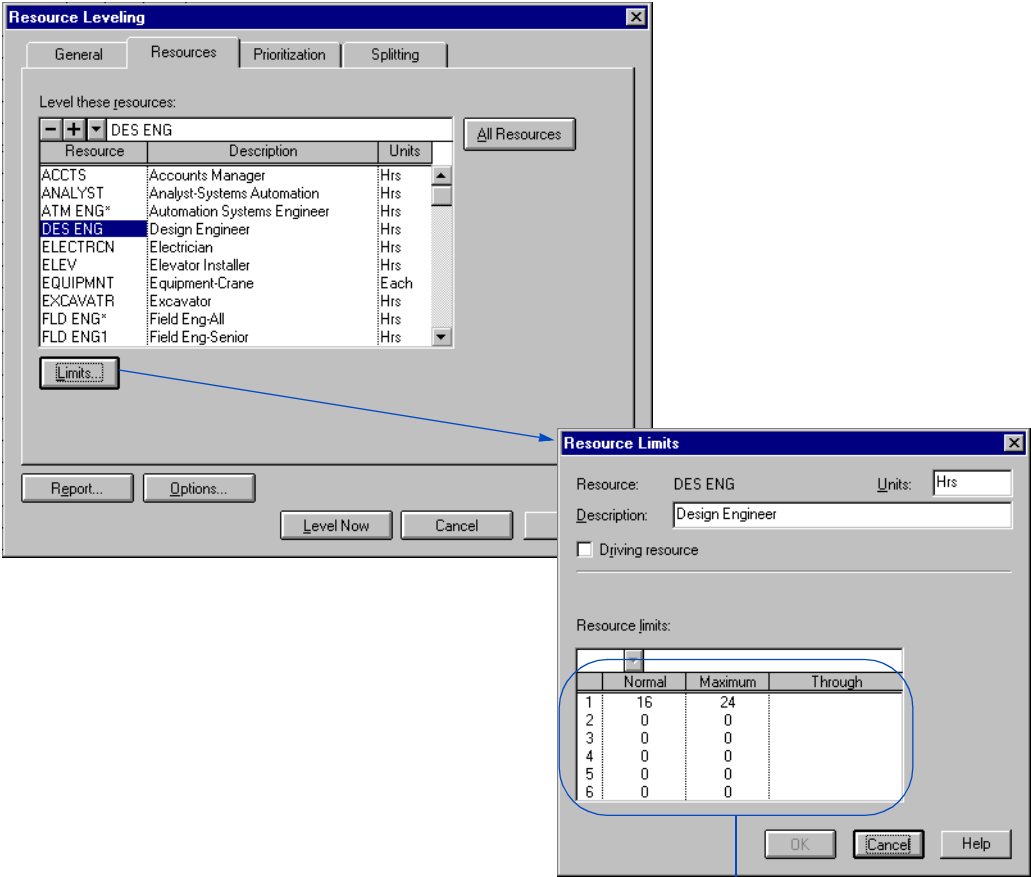 Resource Leveling
General Resources Prioritization Splitting
Level these resources:
DES ENG
All Resources
Resource Description Units
ACCTS Accounts Manager Hrs
ANALYST Analyst-Systems Automation Hrs
ATM ENG* Automation Systems Engineer Hrs
DES ENG Design Engineer Hrs
ELECTRCN Electrician Hrs
ELEV Elevator Installer Hrs
EQUIPMNT Equipment-Crane Each
EXCAVATR Excavator Hrs
FLD ENG* Field Eng-All Hrs
FLD ENG1 Field Eng-Senior Hrs
Limits...
Report... Options...
Level Now Cancel
Resource Limits
Resource: DES ENG Units: Hrs
Description: Design Engineer
Driving resource
Resource limits:
Normal Maximum Through
1 16 24
2 0 0
3 0 0
4 0 0
5 0 0
6 0 0
OK Cancel Help